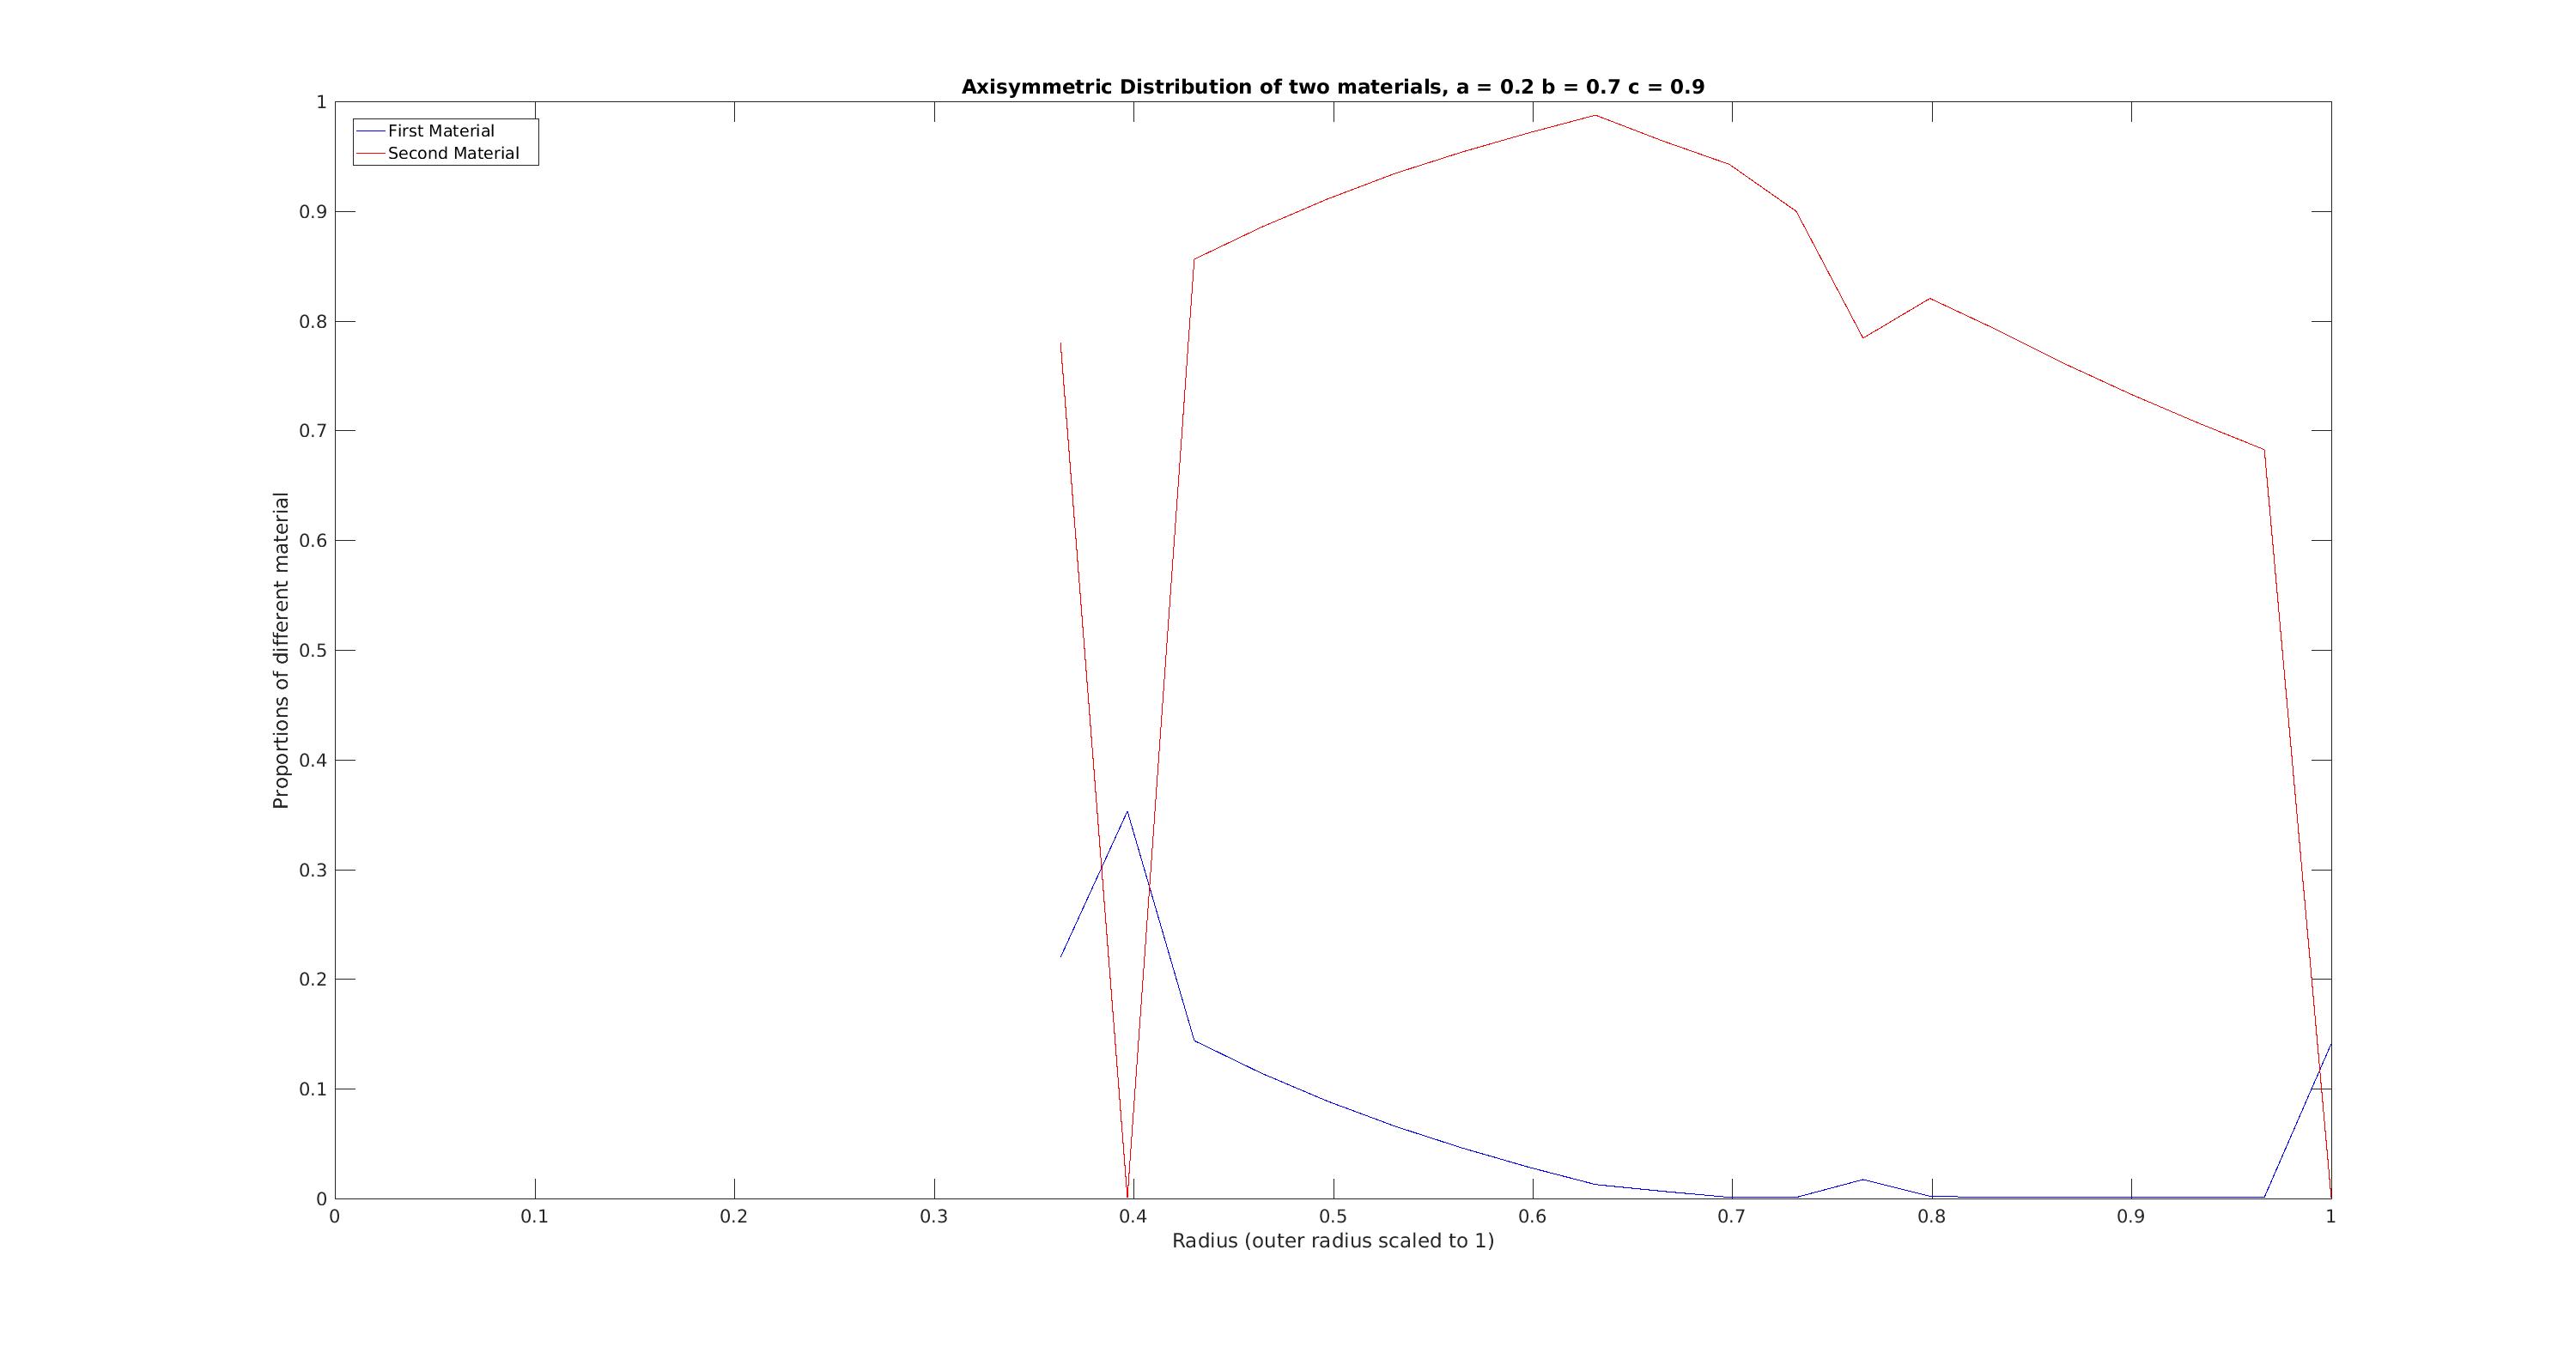 Axisymmetric Distribution of two materials, a = 0.2 b = 0.7 c = 0.9
First Material
Second Material
Proportions of different material
1
0.9
0.8
0.7
0.6
0.5
0.4
0.3
0.2
0.1
0
0 0.1 0.2 0.3 0.4 0.5 0.6 0.7 0.8 0.9 1
Radius (outer radius scaled to 1)